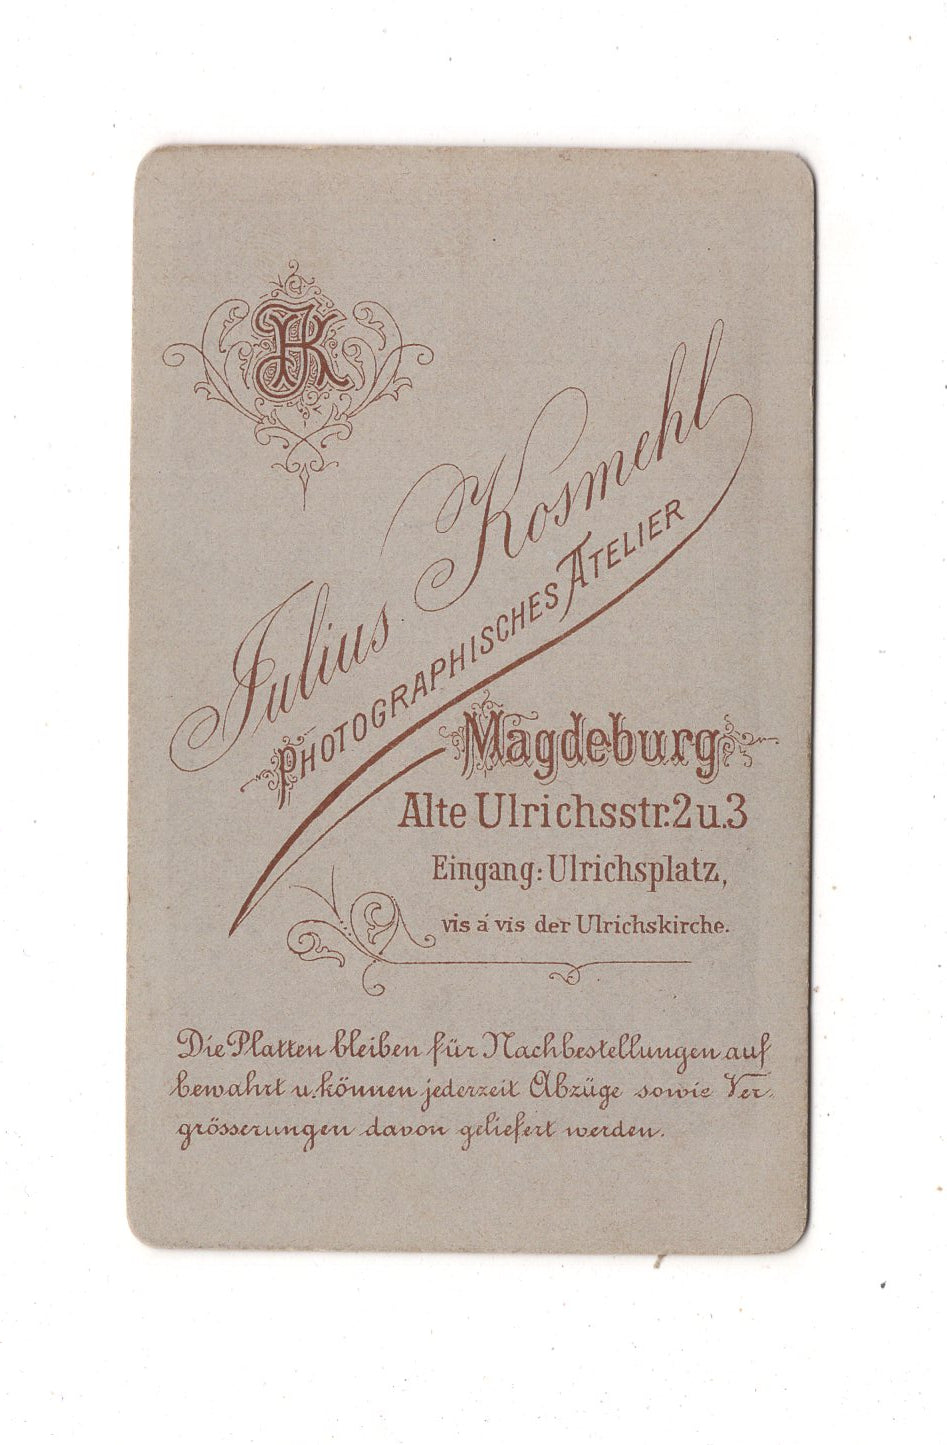 JK
Julius Kosmehl
PHOTOGRAPHISCHES ATELIER
Magdeburg
Alte Ulrichsstr. 2 u. 3
Eingang: Ulrichsplatz,
vis á vis der Ulrichskirche.
Die Platten bleiben für Nachbestellungen auf
bewahrt u. können jederzeit Abzüge sowie Ver-
grösserungen davon geliefert werden.